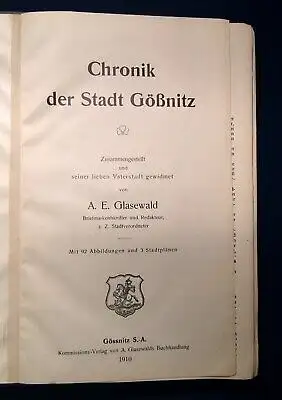 Chronik
der Stadt Gößnitz
Zusammengestellt
und
seiner lieben Vaterstadt gewidmet
von
A. E. Glasewald
Briefmarkenhändler und Redakteur,
z. Z. Stadtverordneter
Mit 92 Abbildungen und 3 Stadtplänen
Gössnitz S.-A.
Kommissions-Verlag von A. Glasewalds Buchhandlung
1910